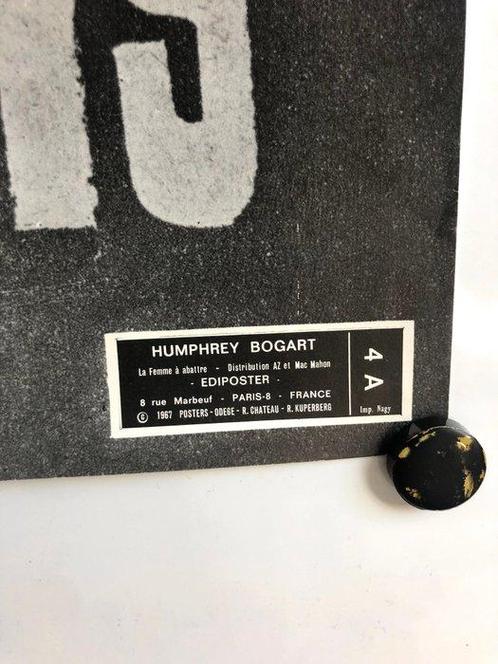 IS
HUMPHREY BOGART
La Femme à abattre - Distribution AZ et Mac Mahon
- EDIPOSTER -
8 rue Marbeuf - PARIS-8 - FRANCE
© 1967 POSTERS - ODEGE - R. CHATEAU - R. KUPERBERG
4 A
Imp. Nagy